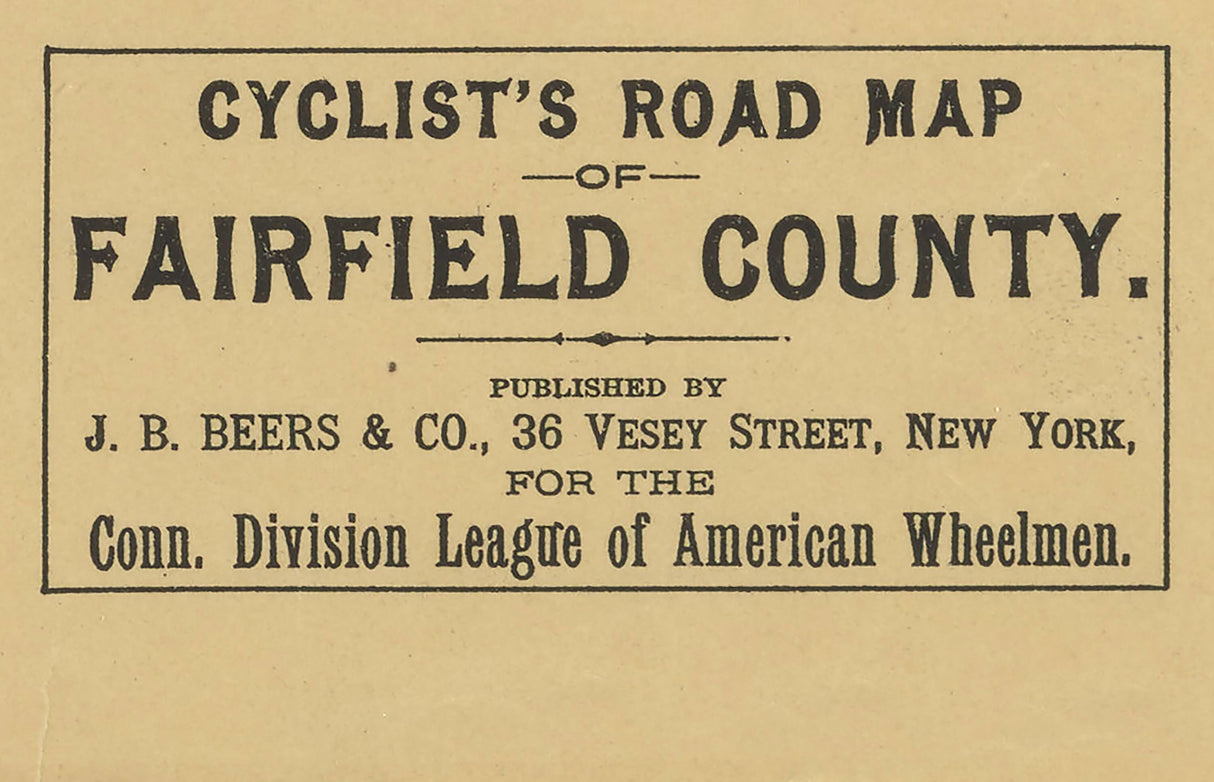 CYCLIST'S ROAD MAP
—OF—
FAIRFIELD COUNTY.
PUBLISHED BY
J. B. BEERS & CO., 36 VESEY STREET, NEW YORK,
FOR THE
Conn. Division League of American Wheelmen.